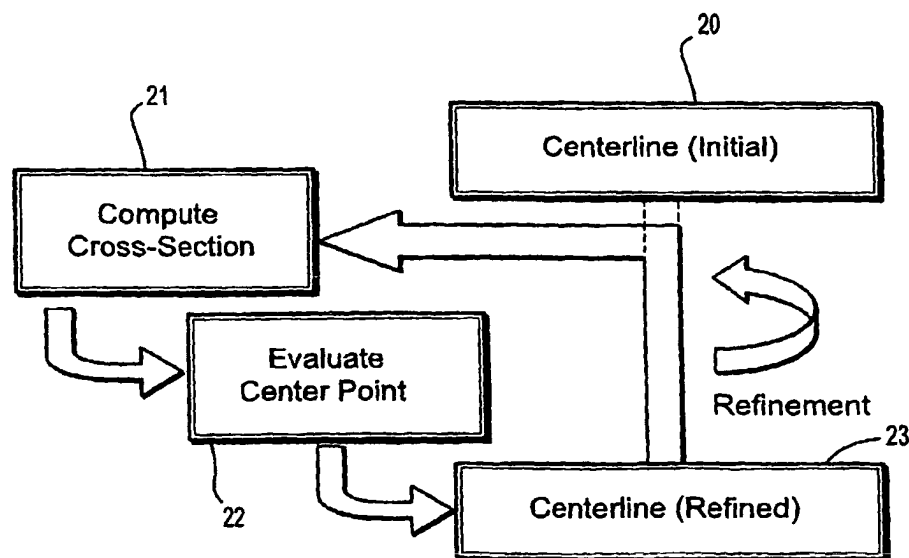 20
21
Centerline (Initial)
Compute
Cross-Section
Evaluate
Center Point
Refinement
23
22
Centerline (Refined)